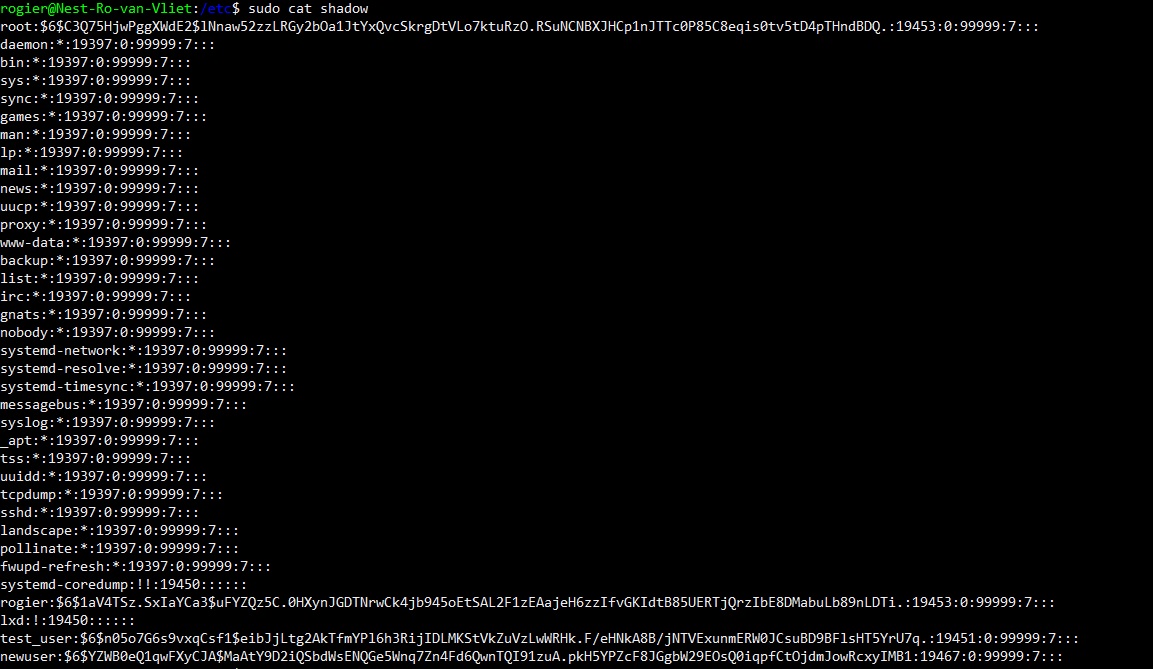 rogier@Nest-Ro-van-Vliet:/etc$ sudo cat shadow
root:$6$C3Q75HjwPggXWdE2$lNnaw52zzLRGy2bOa1JtYxQvcSkrgDtVLo7ktuRzO.RSuNCNBXJHCp1nJTTc0P85C8eqis0tv5tD4pTHndBDQ.:19453:0:99999:7:::
daemon:*:19397:0:99999:7:::
bin:*:19397:0:99999:7:::
sys:*:19397:0:99999:7:::
sync:*:19397:0:99999:7:::
games:*:19397:0:99999:7:::
man:*:19397:0:99999:7:::
lp:*:19397:0:99999:7:::
mail:*:19397:0:99999:7:::
news:*:19397:0:99999:7:::
uucp:*:19397:0:99999:7:::
proxy:*:19397:0:99999:7:::
www-data:*:19397:0:99999:7:::
backup:*:19397:0:99999:7:::
list:*:19397:0:99999:7:::
irc:*:19397:0:99999:7:::
gnats:*:19397:0:99999:7:::
nobody:*:19397:0:99999:7:::
systemd-network:*:19397:0:99999:7:::
systemd-resolve:*:19397:0:99999:7:::
systemd-timesync:*:19397:0:99999:7:::
messagebus:*:19397:0:99999:7:::
syslog:*:19397:0:99999:7:::
_apt:*:19397:0:99999:7:::
tss:*:19397:0:99999:7:::
uuidd:*:19397:0:99999:7:::
tcpdump:*:19397:0:99999:7:::
sshd:*:19397:0:99999:7:::
landscape:*:19397:0:99999:7:::
pollinate:*:19397:0:99999:7:::
fwupd-refresh:*:19397:0:99999:7:::
systemd-coredump:!!:19450::::::
rogier:$6$1aV4TSz.SxIaYCa3$uFYZQz5C.0HXynJGDTNrwCk4jb945oEtSAL2F1zEAajeH6zzIfvGKIdtB85UERTjQrzIbE8DMabuLb89nLDTi.:19453:0:99999:7:::
lxd:!:19450::::::
test_user:$6$n05o7G6s9vxqCsf1$eibJjLtg2AkTfmYPl6h3RijIDLMKStVkZuVzLwWRHk.F/eHNkA8B/jNTVExunmERW0JCsuBD9BFlsHT5YrU7q.:19451:0:99999:7:::
newuser:$6$YZWB0eQ1qwFXyCJA$MaAtY9D2iQSbdWsENQGe5Wnq7Zn4Fd6QwnTQI91zuA.pkH5YPZcF8JGgbW29EOsQ0iqpfCtOjdmJowRcxyIMB1:19467:0:99999:7:::